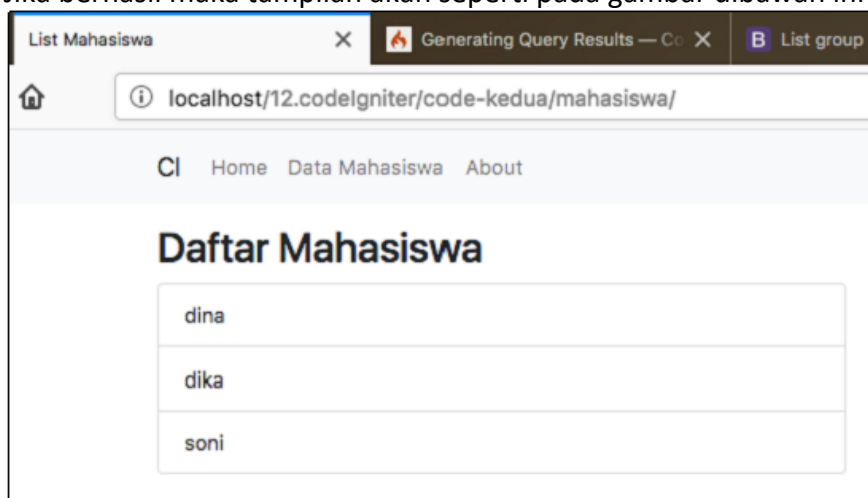 Jika berhasil maka tampilan akan seperti pada gambar dibawah ini
List Mahasiswa
Generating Query Results — Co
B List group
localhost/12.codeIgniter/code-kedua/mahasiswa/
CI Home Data Mahasiswa About
Daftar Mahasiswa
dina
dika
soni